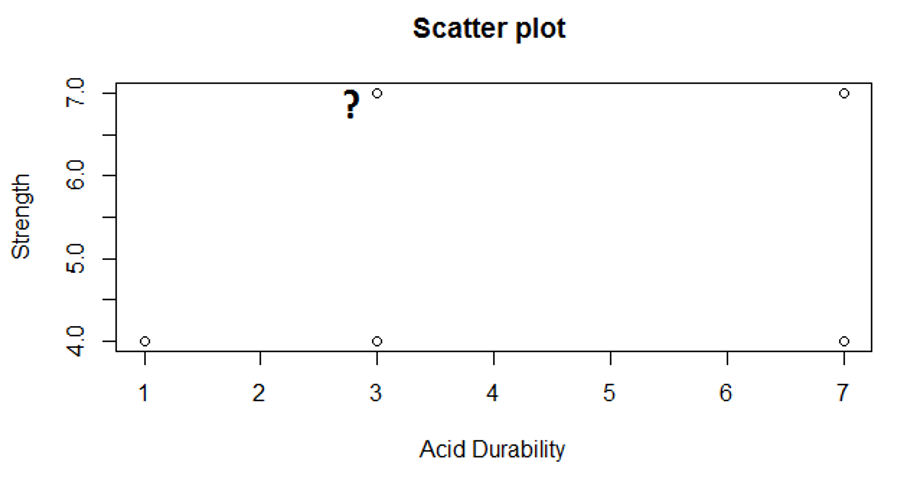 Scatter plot
7.0
?
6.0
Strength
5.0
4.0
1 2 3 4 5 6 7
Acid Durability